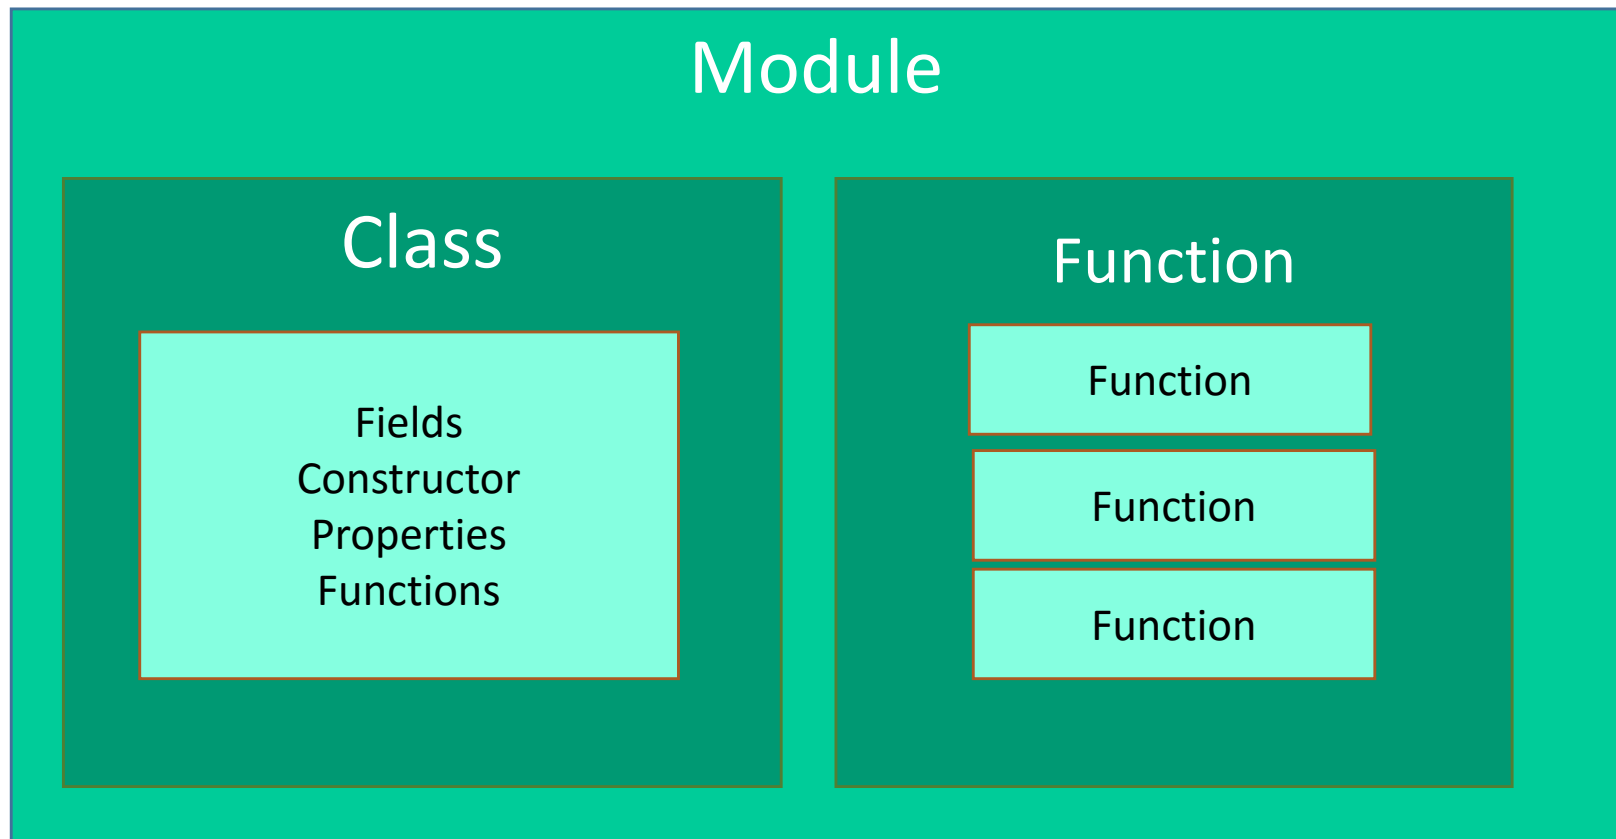 Module
Class
Fields
Constructor
Properties
Functions
Function
Function
Function
Function